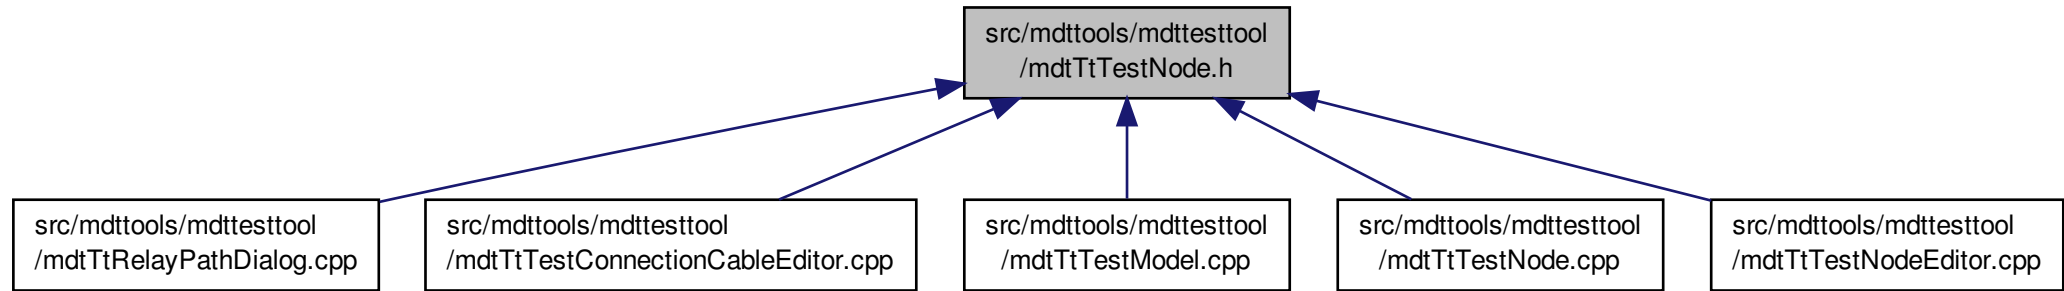 src/mdttools/mdttesttool
/mdtTtTestNode.h
src/mdttools/mdttesttool
/mdtTtRelayPathDialog.cpp
src/mdttools/mdttesttool
/mdtTtTestConnectionCableEditor.cpp
src/mdttools/mdttesttool
/mdtTtTestModel.cpp
src/mdttools/mdttesttool
/mdtTtTestNode.cpp
src/mdttools/mdttesttool
/mdtTtTestNodeEditor.cpp